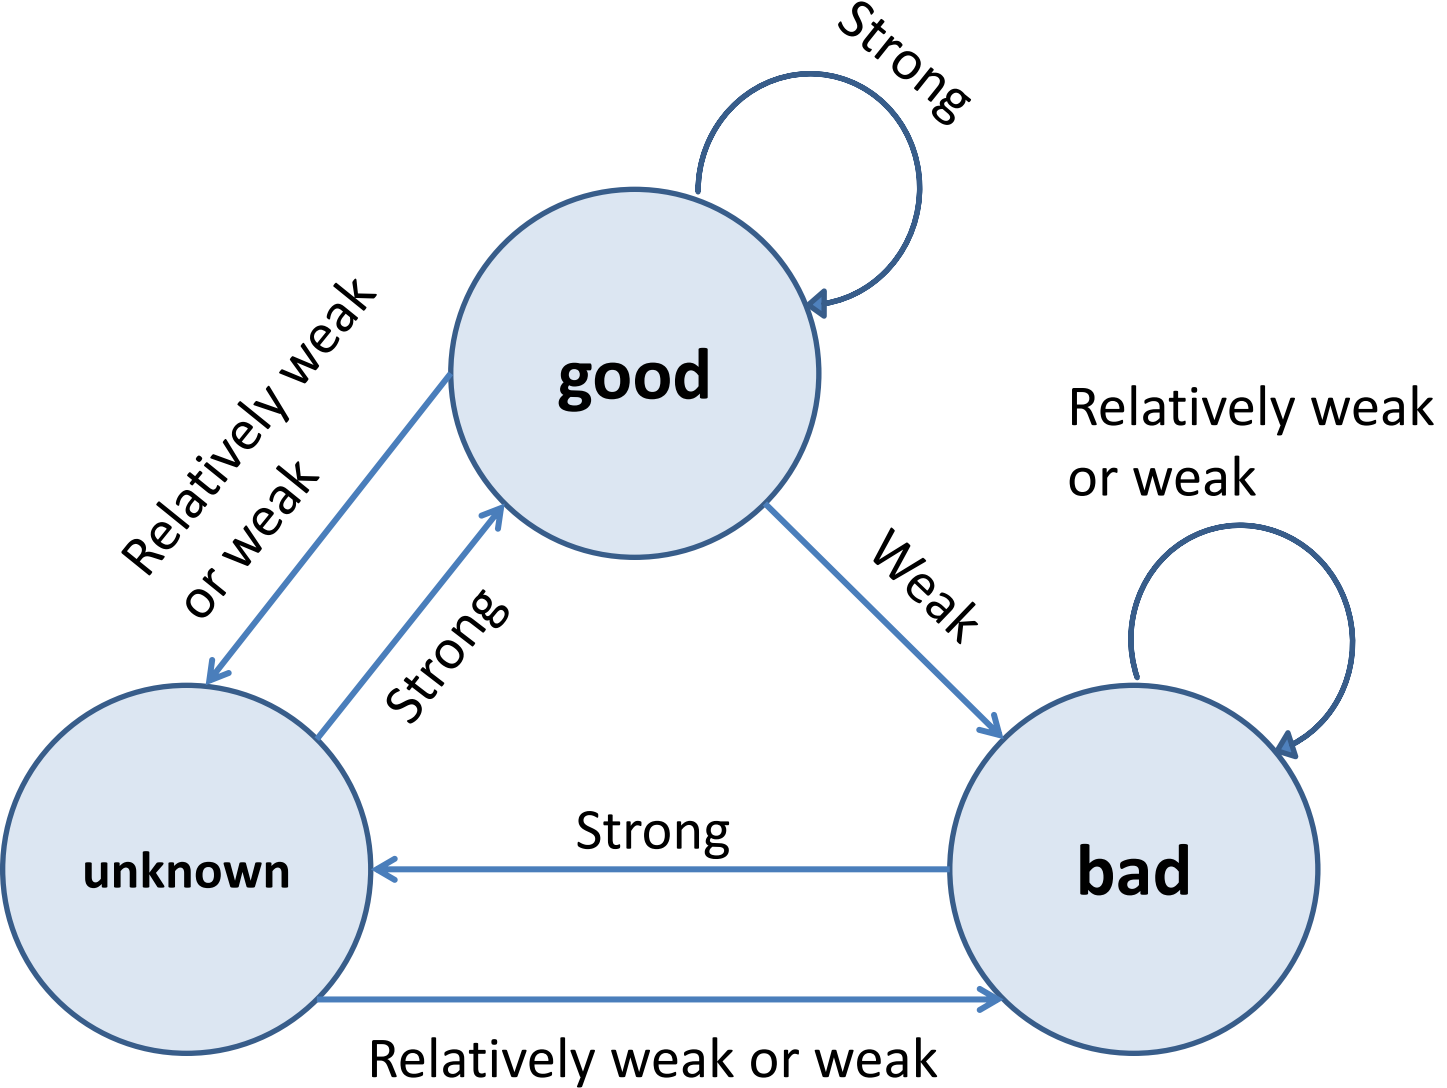 Strong
good
Relatively weak
or weak
Relatively weak
or weak
Weak
Strong
Strong
unknown
bad
Relatively weak or weak